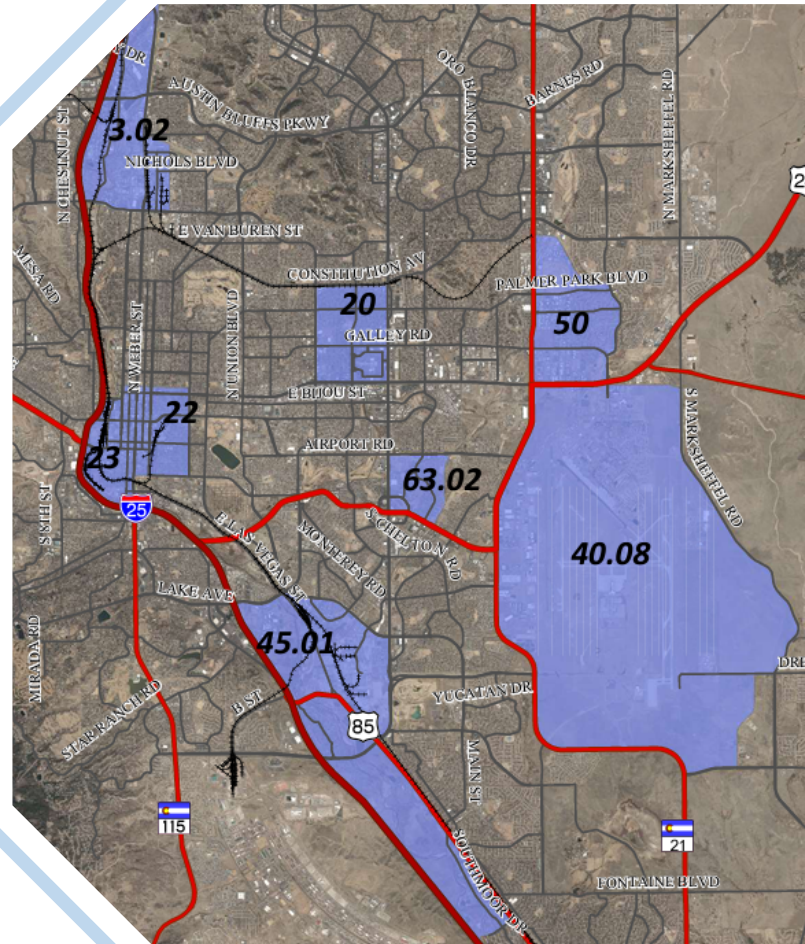 Y DR
AUSTIN BLUFFS PKWY
ORO BLANCO DR
BARNES RD
N MARKSHEFFEL RD
N CHESTNUT ST
3.02
NICHOLS BLVD
2
E VAN BUREN ST
MESA RD
CONSTITUTION AV
PALMER PARK BLVD
20
50
GALLEY RD
N WEBER ST
N UNION BLVD
E BIJOU ST
22
23
AIRPORT RD
S MARKSHEFFEL RD
63.02
S 8TH ST
25
E LAS VEGAS ST
S CHELTON RD
MONTEREY RD
40.08
LAKE AVE
45.01
MIRADA RD
DRE
STAR RANCH RD
B ST
YUCATAN DR
85
MAIN ST
115
21
SOUTHMOOR DR
FONTAINE BLVD